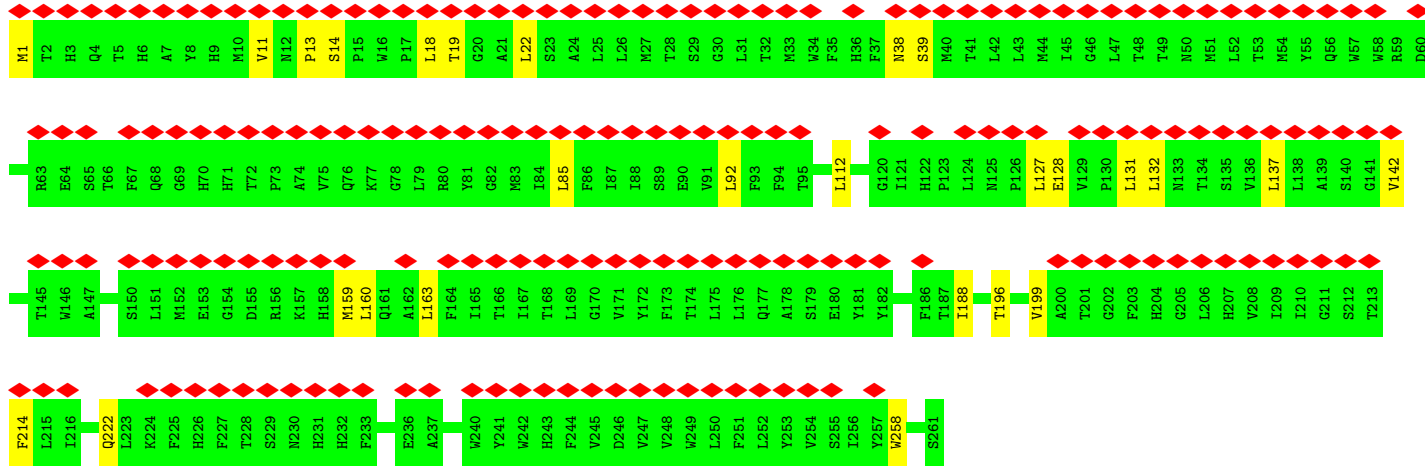 M1 T2 H3 Q4 T5 H6 A7 Y8 H9 M10 V11 N12 P13 S14 P15 W16 P17 L18 T19 G20 A21 L22 S23 A24 L25 L26 M27 T28 S29 G30 L31 T32 M33 W34 F35 H36 F37 N38 S39 M40 T41 L42 L43 M44 I45 G46 L47 T48 T49 N50 M51 L52 T53 M54 Y55 Q56 W57 W58 R59 D60
R63 E64 S65 T66 F67 Q68 G69 H70 H71 T72 P73 A74 V75 Q76 K77 G78 L79 R80 Y81 G82 M83 I84 L85 F86 I87 I88 S89 E90 V91 L92 F93 F94 T95 L112 G120 I121 H122 P123 L124 N125 P126 L127 E128 V129 P130 L131 L132 N133 T134 S135 V136 L137 L138 A139 S140 G141 V142
T145 W146 A147 S150 L151 M152 E153 G154 D155 R156 K157 H158 M159 L160 Q161 A162 L163 F164 I165 T166 I167 T168 L169 G170 V171 Y172 F173 T174 L175 L176 Q177 A178 S179 E180 Y181 Y182 F186 T187 I188 T196 V199 A200 T201 G202 F203 H204 G205 L206 H207 V208 I209 I210 G211 S212 T213
F214 L215 I216 Q222 L223 K224 F225 H226 F227 T228 S229 N230 H231 H232 F233 E236 A237 W240 Y241 W242 H243 F244 V245 D246 V247 V248 W249 L250 F251 L252 Y253 V254 S255 I256 Y257 W258 S261